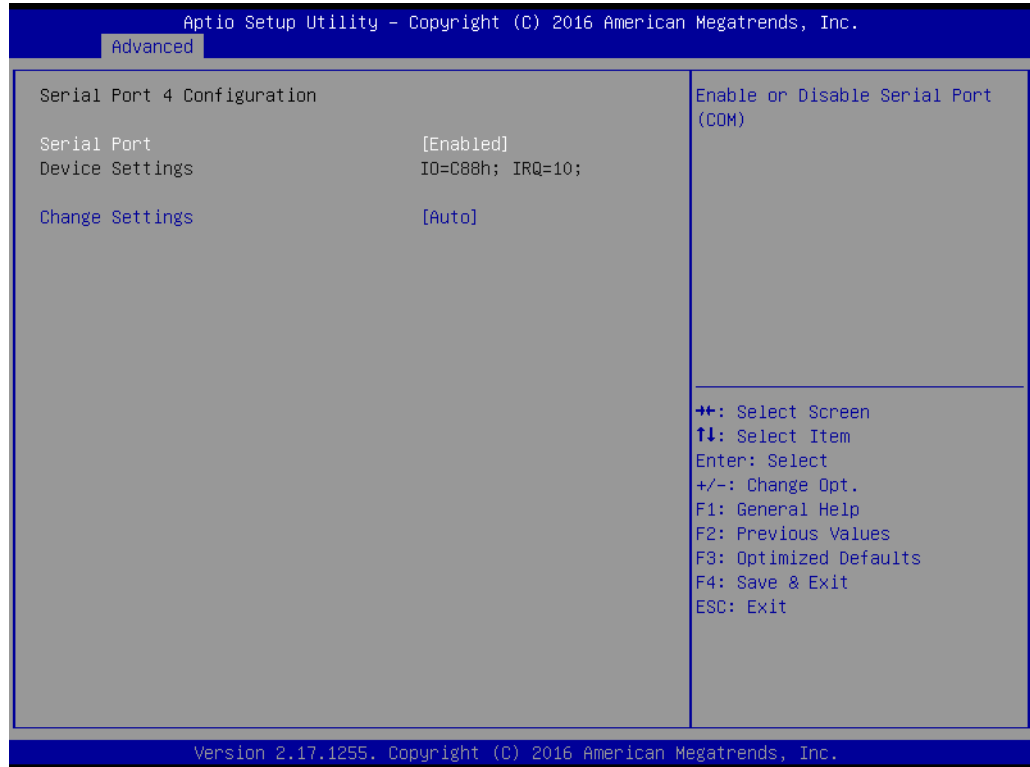 Aptio Setup Utility – Copyright (C) 2016 American Megatrends, Inc.
Advanced
Serial Port 4 Configuration
Serial Port [Enabled]
Device Settings IO=C88h; IRQ=10;
Change Settings [Auto]
Enable or Disable Serial Port
(COM)
→←: Select Screen
↑↓: Select Item
Enter: Select
+/-: Change Opt.
F1: General Help
F2: Previous Values
F3: Optimized Defaults
F4: Save & Exit
ESC: Exit
Version 2.17.1255. Copyright (C) 2016 American Megatrends, Inc.